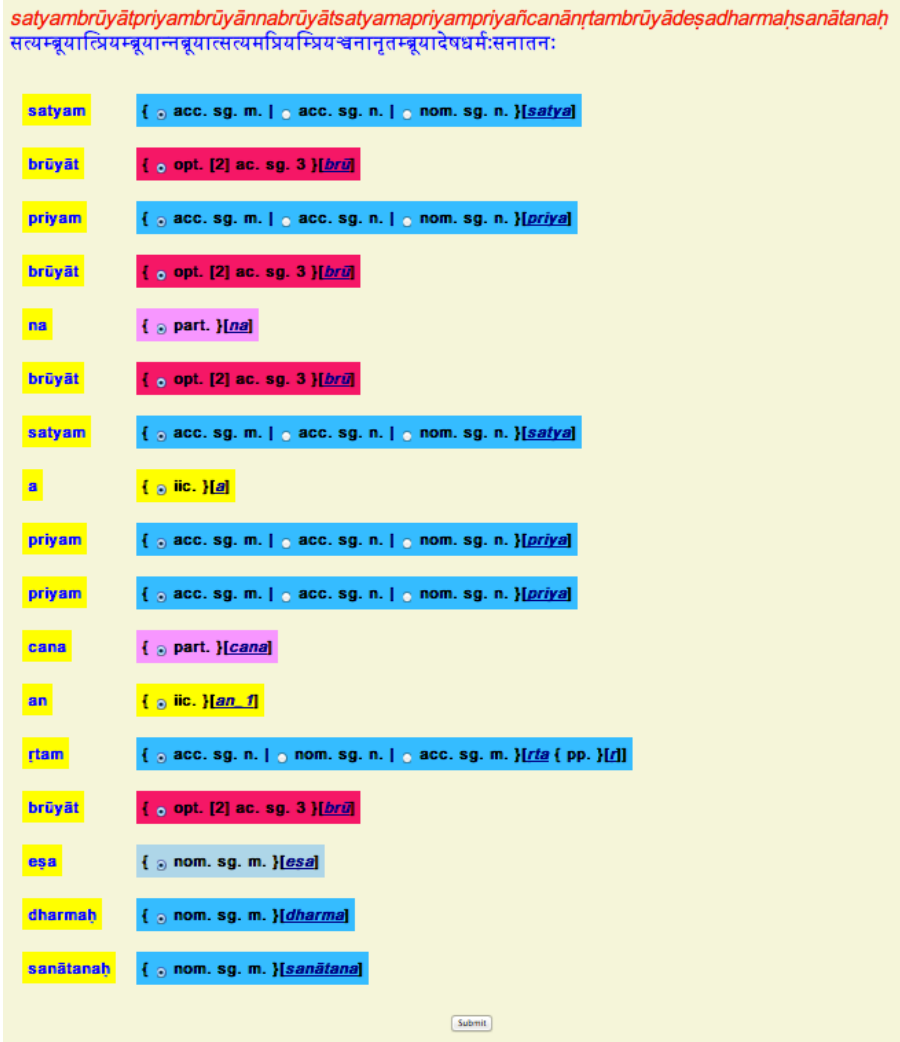 satyambrūyātpriyambrūyānnabrūyātsatyamapriyampriyañcanānṛtambrūyādeṣadharmaḥsanātanaḥ
सत्यम्ब्रूयात्प्रियम्ब्रूयान्नब्रूयात्सत्यमप्रियम्प्रियञ्चनानृतम्ब्रूयादेषधर्मःसनातनः
satyam { acc. sg. m. | acc. sg. n. | nom. sg. n. }[satya]
brūyāt { opt. [2] ac. sg. 3 }[brū]
priyam { acc. sg. m. | acc. sg. n. | nom. sg. n. }[priya]
brūyāt { opt. [2] ac. sg. 3 }[brū]
na { part. }[na]
brūyāt { opt. [2] ac. sg. 3 }[brū]
satyam { acc. sg. m. | acc. sg. n. | nom. sg. n. }[satya]
a { iic. }[a]
priyam { acc. sg. m. | acc. sg. n. | nom. sg. n. }[priya]
priyam { acc. sg. m. | acc. sg. n. | nom. sg. n. }[priya]
cana { part. }[cana]
an { iic. }[an_1]
ṛtam { acc. sg. n. | nom. sg. n. | acc. sg. m. }[ṛta { pp. }[ṛ]]
brūyāt { opt. [2] ac. sg. 3 }[brū]
eṣa { nom. sg. m. }[eṣa]
dharmaḥ { nom. sg. m. }[dharma]
sanātanaḥ { nom. sg. m. }[sanātana]
Submit